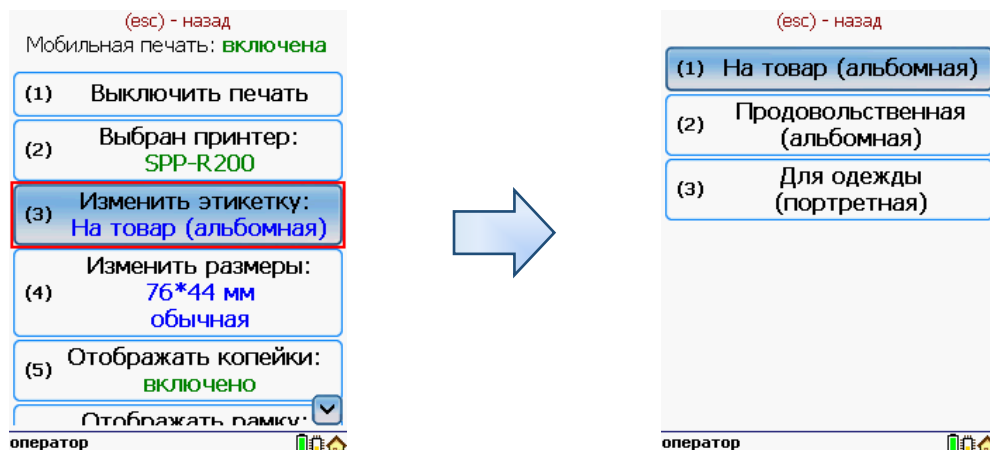 (esc) - назад
Мобильная печать: включена
(1) Выключить печать
(2) Выбран принтер:
SPP-R200
(3) Изменить этикетку:
На товар (альбомная)
(4) Изменить размеры:
76*44 мм
обычная
(5) Отображать копейки:
включено
Отображать рамку:
оператор
(esc) - назад
(1) На товар (альбомная)
(2) Продовольственная
(альбомная)
(3) Для одежды
(портретная)
оператор